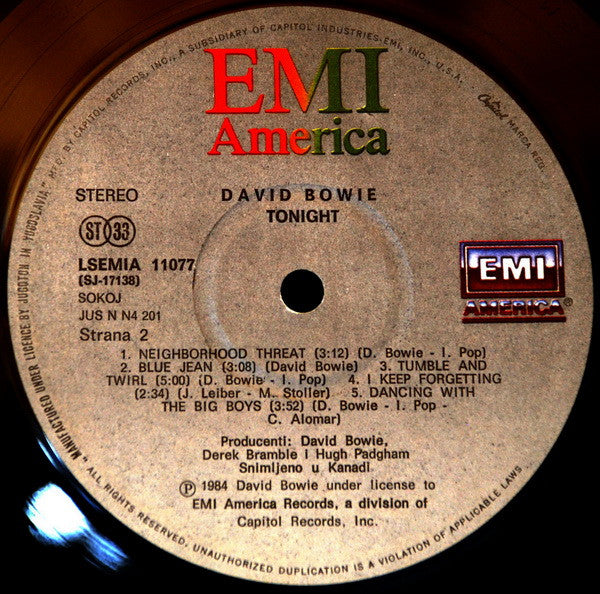 EMI
America
DAVID BOWIE
TONIGHT
STEREO
ST 33
LSEMIA 11077
(SJ-17138)
SOKOJ
JUS N N4 201
Strana 2
EMI
AMERICA®
1. NEIGHBORHOOD THREAT (3:12) (D. Bowie - I. Pop)
2. BLUE JEAN (3:08) (David Bowie) 3. TUMBLE AND
TWIRL (5:00) (D. Bowie - I. Pop) 4. I KEEP FORGETTING
(2:34) (J. Leiber - M. Stoller) 5. DANCING WITH
THE BIG BOYS (3:52) (D. Bowie - I. Pop -
C. Alomar)
Producenti: David Bowie,
Derek Bramble i Hugh Padgham
Snimljeno u Kanadi
Ⓟ 1984 David Bowie under license to
EMI America Records, a division of
Capitol Records, Inc.
"MANUFACTURED UNDER LICENCE BY JUGOTON IN YUGOSLAVIA" MFD. BY CAPITOL RECORDS, INC., A SUBSIDIARY OF CAPITOL INDUSTRIES-EMI, INC., U.S.A.
Capitol MARCA REG.
ALL RIGHTS RESERVED. UNAUTHORIZED DUPLICATION IS A VIOLATION OF APPLICABLE LAWS